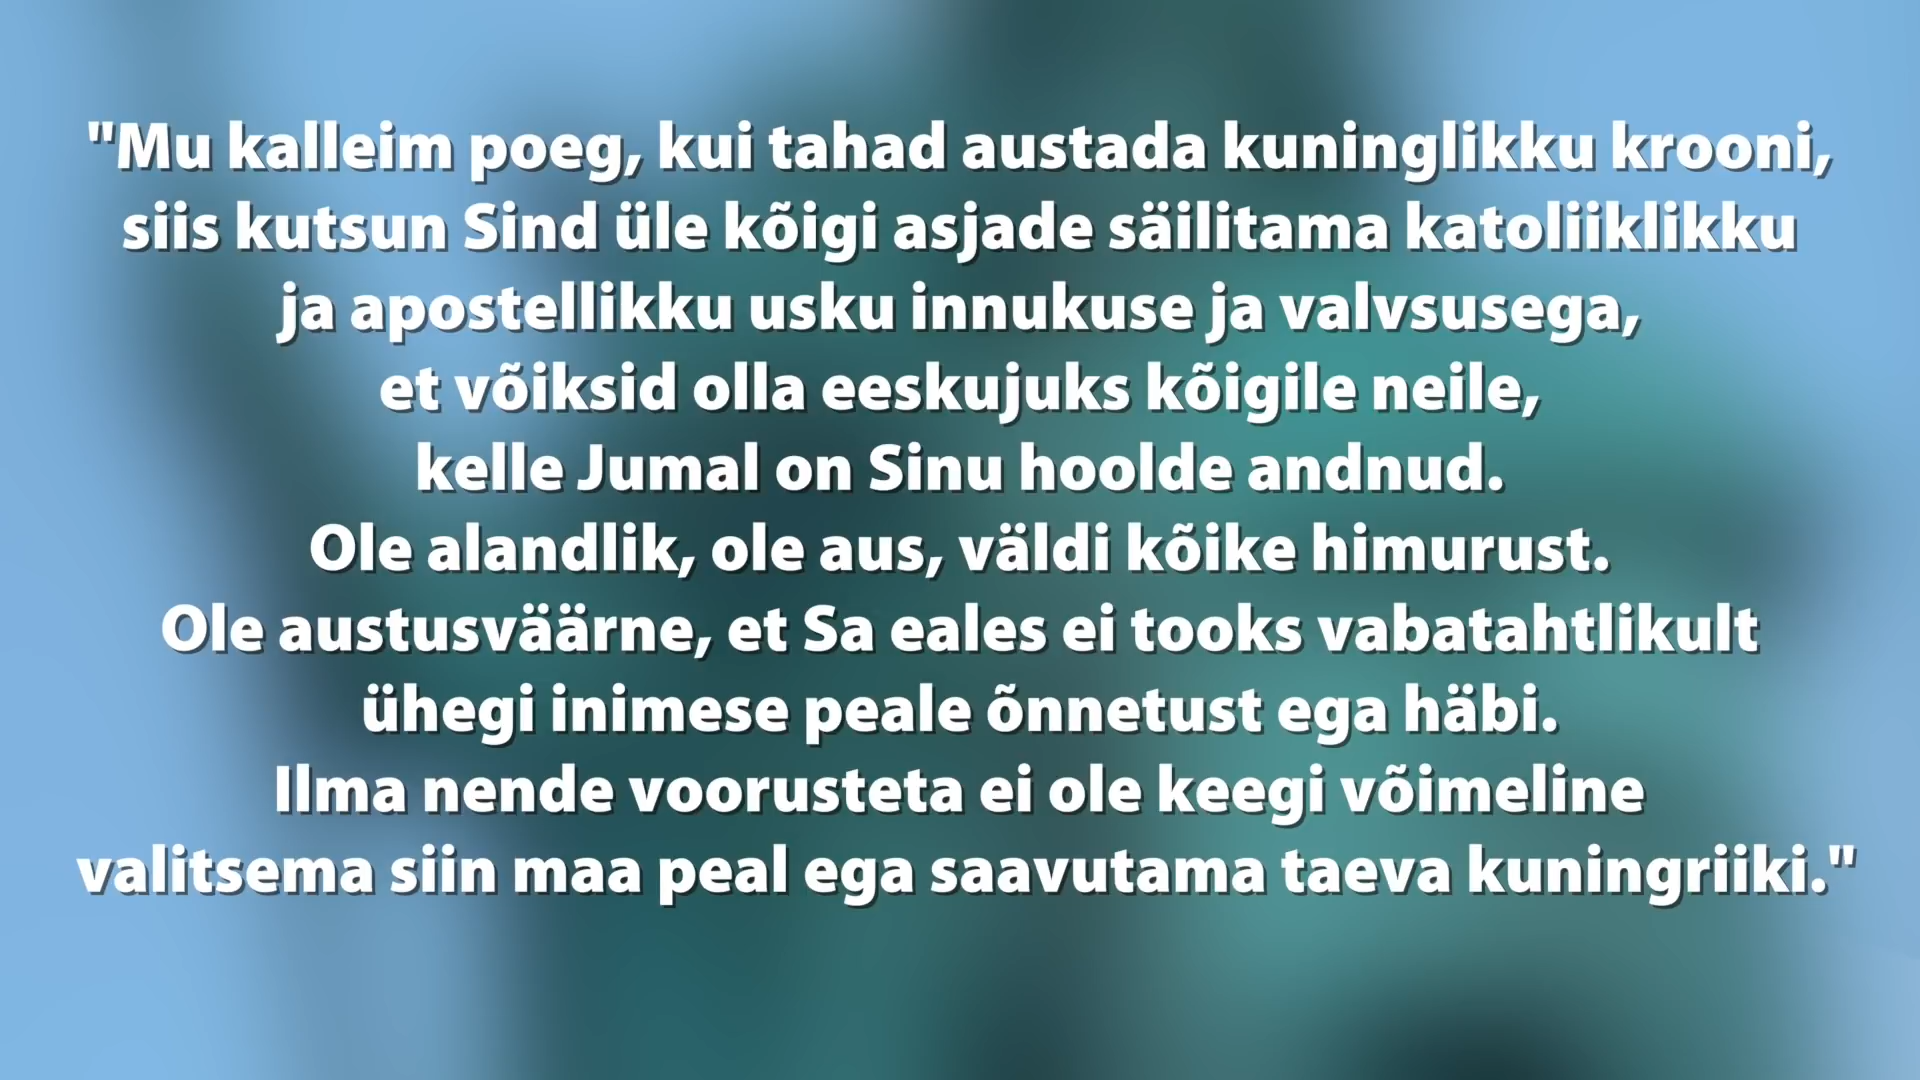 "Mu kalleim poeg, kui tahad austada kuninglikku krooni,
siis kutsun Sind üle kõigi asjade säilitama katoliiklikku
ja apostellikku usku innukuse ja valvsusega,
et võiksid olla eeskujuks kõigile neile,
kelle Jumal on Sinu hoolde andnud.
Ole alandlik, ole aus, väldi kõike himurust.
Ole austusväärne, et Sa eales ei tooks vabatahtlikult
ühegi inimese peale õnnetust ega häbi.
Ilma nende voorusteta ei ole keegi võimeline
valitsema siin maa peal ega saavutama taeva kuningriiki."